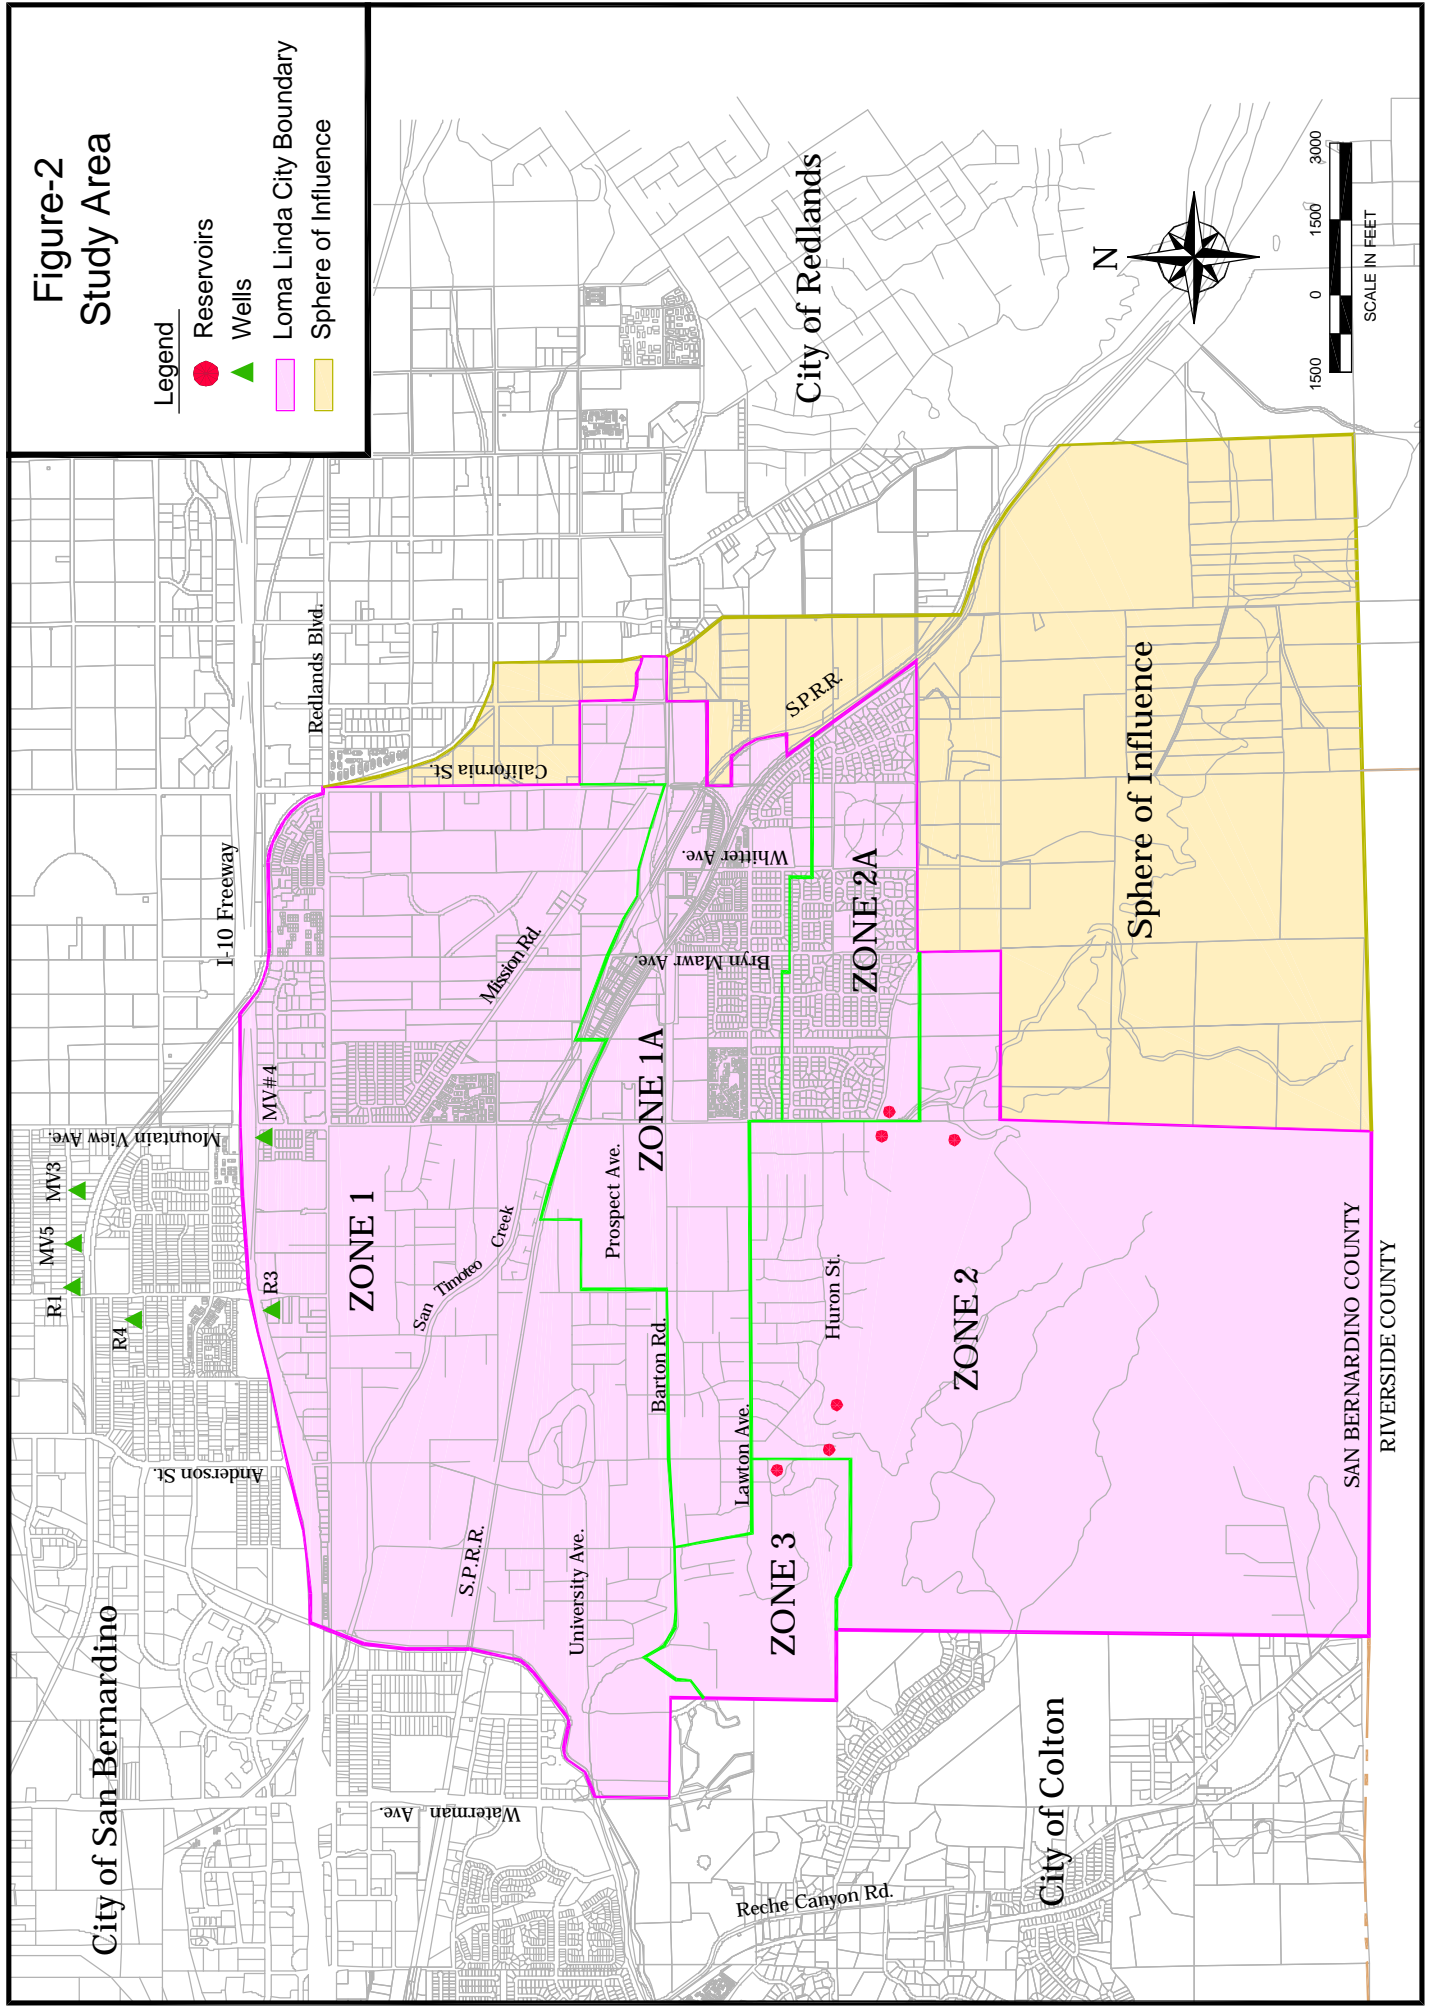 Figure-2
Study Area
Legend
Reservoirs
Wells
Loma Linda City Boundary
Sphere of Influence
City of San Bernardino
City of Redlands
City of Colton
Sphere of Influence
I-10 Freeway
Redlands Blvd.
California St.
Mountain View Ave.
Anderson St.
Waterman Ave.
MV3
MV5
R1
R4
R3
MV#4
ZONE 1
ZONE 1A
ZONE 2
ZONE 2A
ZONE 3
Mission Rd.
San Timoteo Creek
S.P.R.R.
S.P.R.R.
University Ave.
Prospect Ave.
Barton Rd.
Lawton Ave.
Huron St.
Bryn Mawr Ave.
Whitter Ave.
Reche Canyon Rd.
SAN BERNARDINO COUNTY
RIVERSIDE COUNTY
N
1500 0 1500 3000
SCALE IN FEET